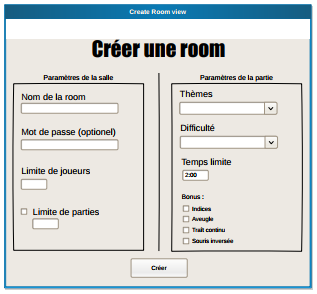 Create Room view
Créer une room
Paramètres de la salle
Nom de la room
Mot de passe (optionel)
Limite de joueurs
Limite de parties
Paramètres de la partie
Thèmes
Difficulté
Temps limite
2:00
Bonus :
Indices
Aveugle
Trait continu
Souris inversée
Créer